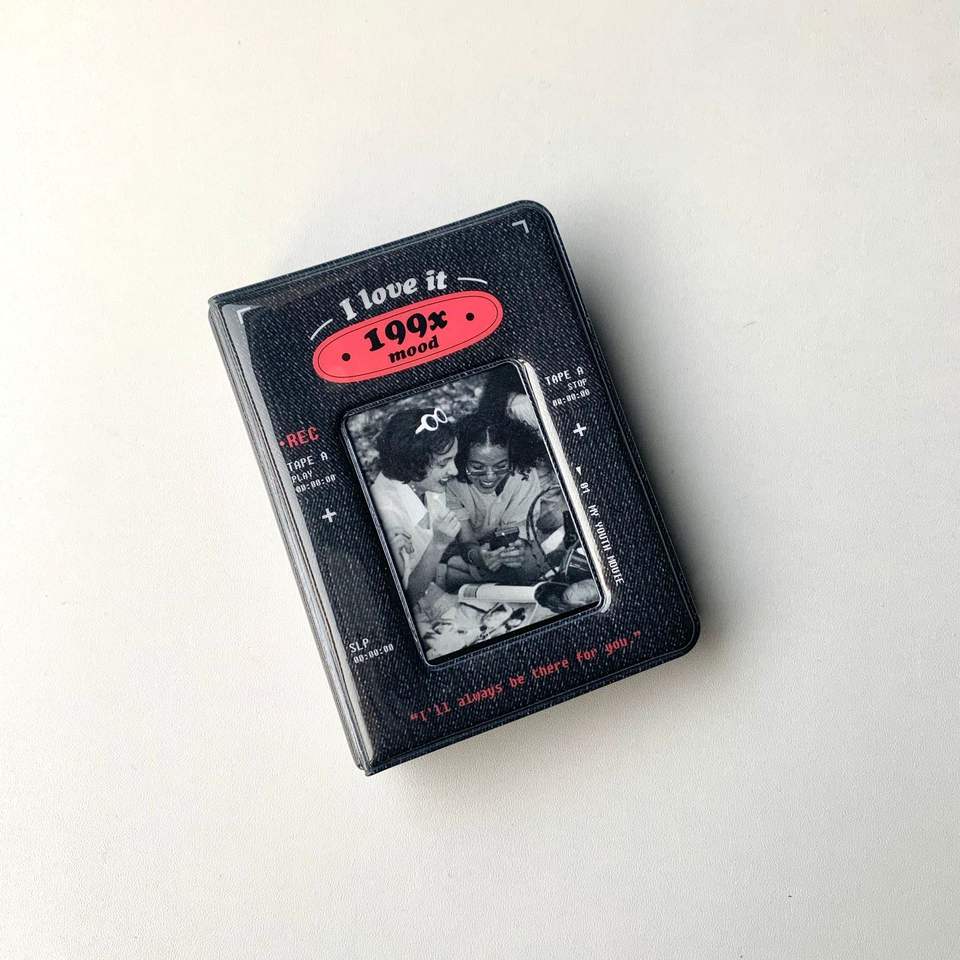 I love it
199x
mood
REC
TAPE A
PLAY
00:00:00
TAPE A
STOP
00:00:00
01 MY YOUTH MOVIE
SLP
00:00:00
"I'll always be there for you."